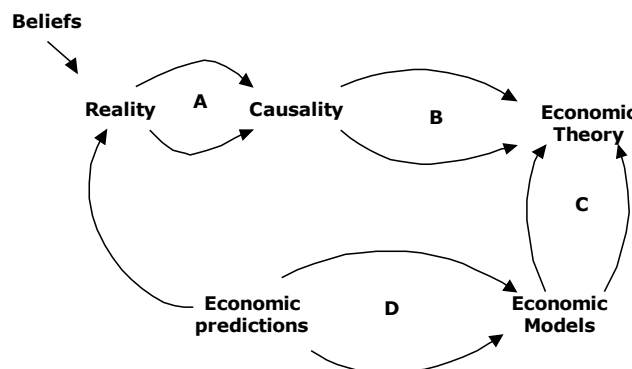 Beliefs
Reality
A
Causality
B
Economic
Theory
C
Economic
predictions
D
Economic
Models